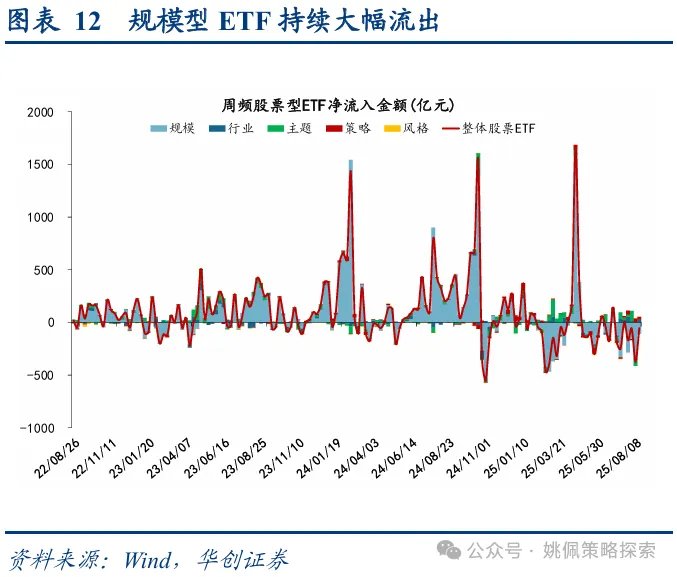 图表 12 规模型 ETF 持续大幅流出
周频股票型ETF净流入金额(亿元)
规模 行业 主题 策略 风格 整体股票ETF
2000
1500
1000
500
0
-500
-1000
22/08/26 22/11/11 23/01/20 23/04/07 23/06/16 23/08/25 23/11/10 24/01/19 24/04/03 24/06/14 24/08/23 24/11/01 25/01/10 25/03/21 25/05/30 25/08/08
资料来源：Wind，华创证券
公众号 · 姚佩策略探索